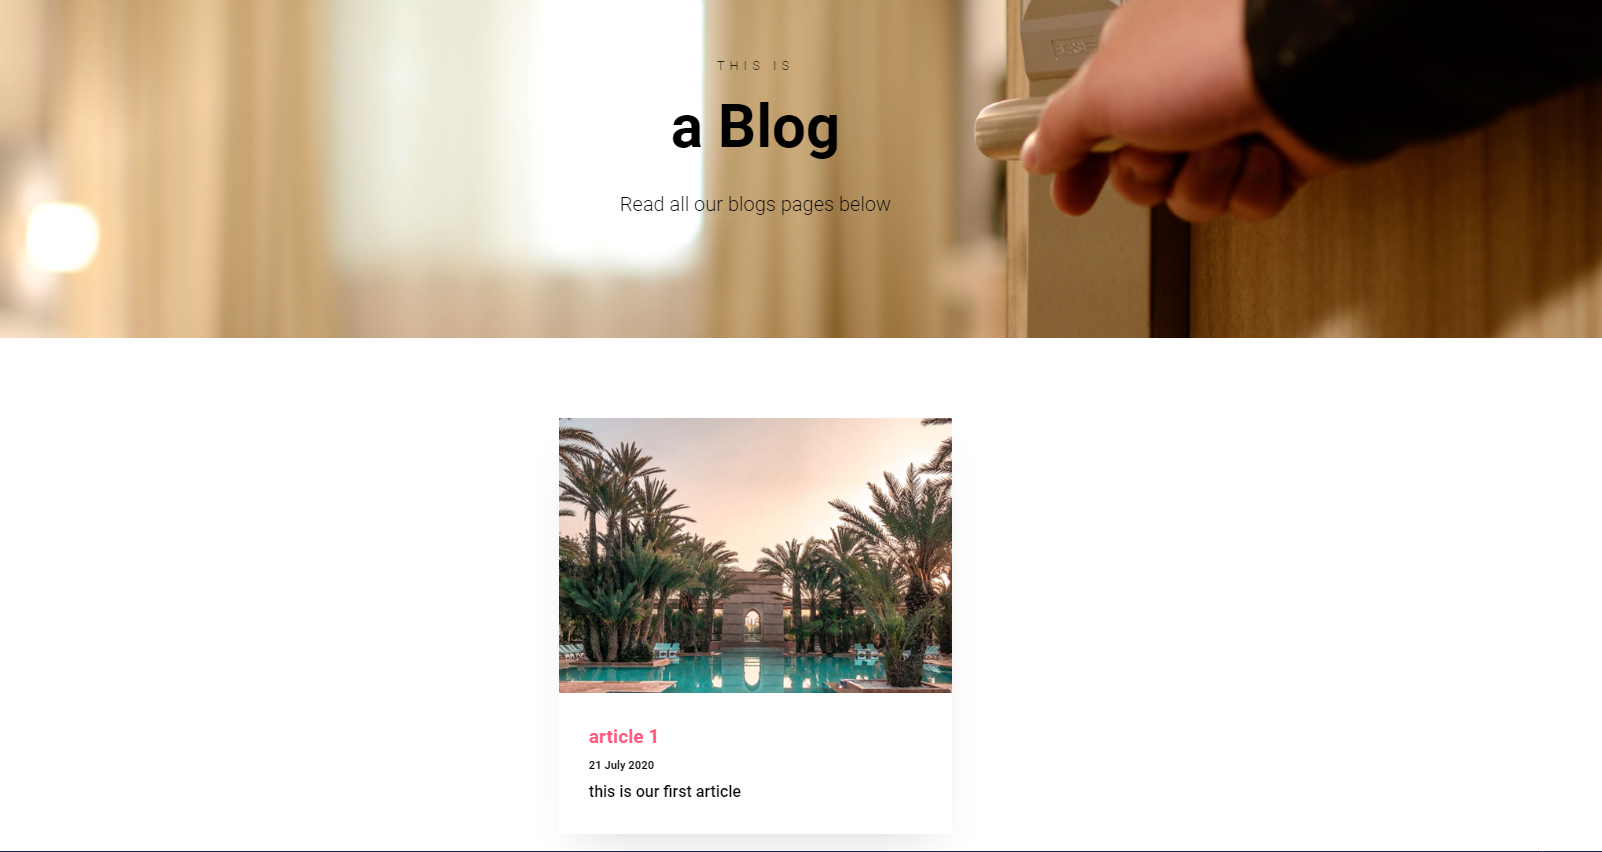 THIS IS
a Blog
Read all our blogs pages below
article 1
21 July 2020
this is our first article